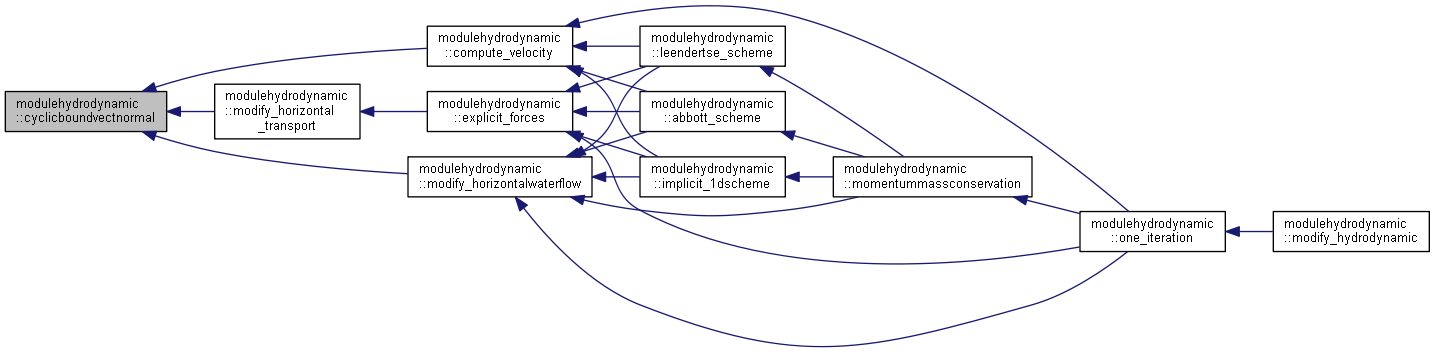 modulehydrodynamic
::cyclicboundvectnormal
modulehydrodynamic
::modify_horizontal
_transport
modulehydrodynamic
::compute_velocity
modulehydrodynamic
::explicit_forces
modulehydrodynamic
::modify_horizontalwaterflow
modulehydrodynamic
::leendertse_scheme
modulehydrodynamic
::abbott_scheme
modulehydrodynamic
::implicit_1dscheme
modulehydrodynamic
::momentummassconservation
modulehydrodynamic
::one_iteration
modulehydrodynamic
::modify_hydrodynamic